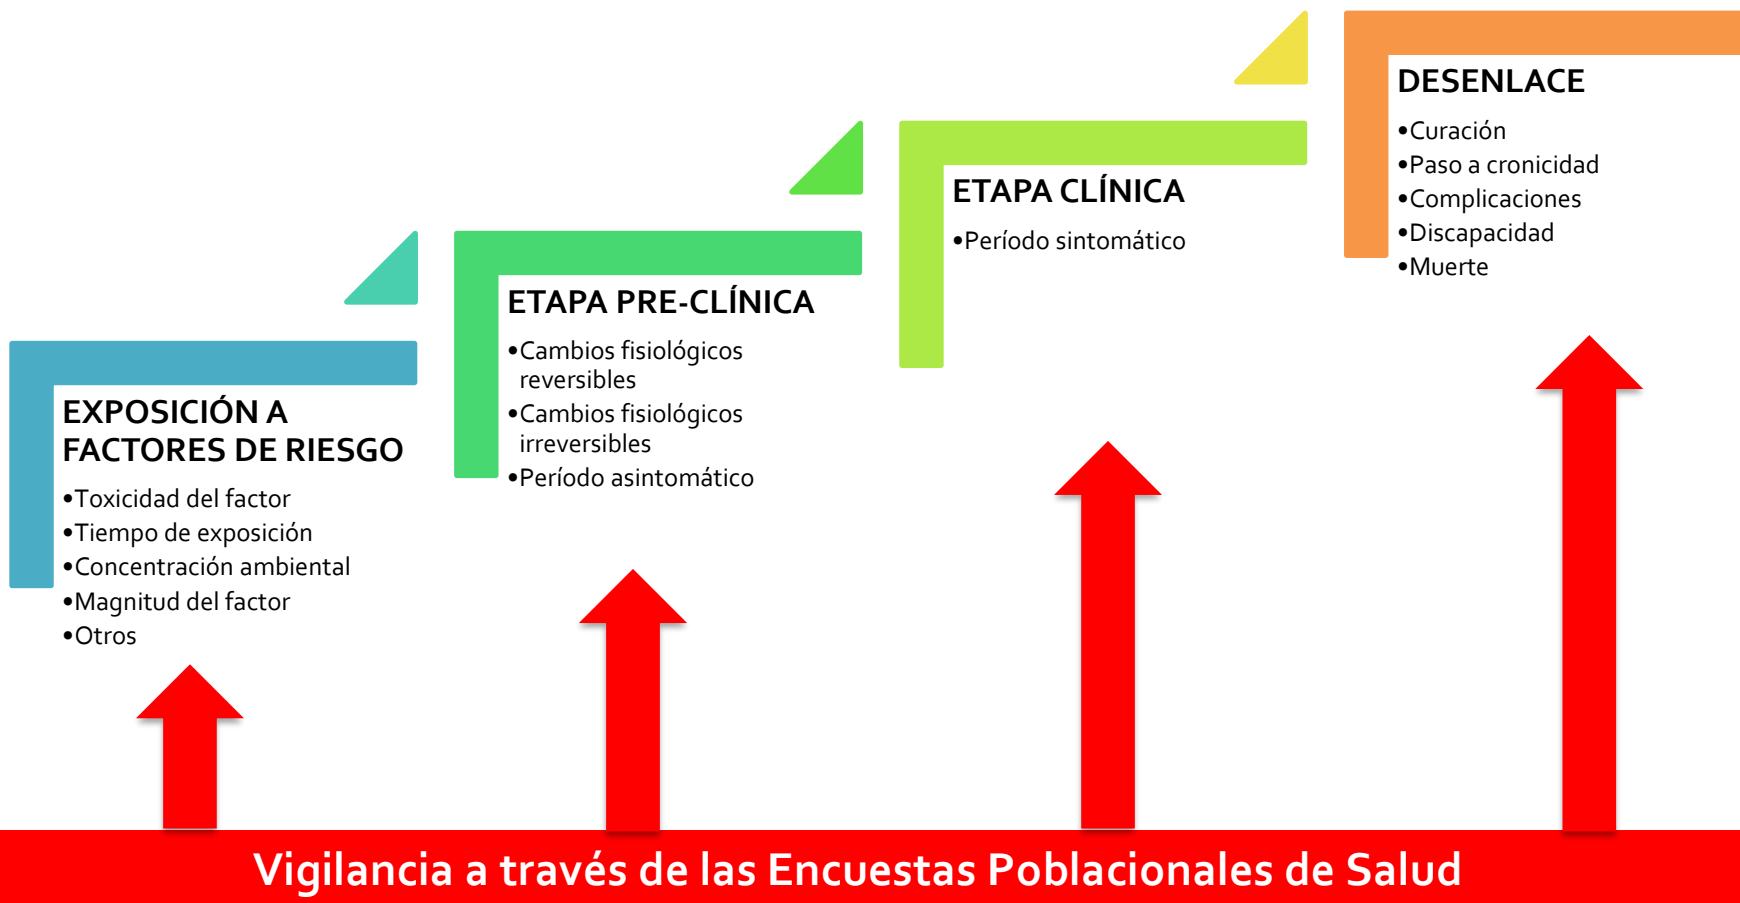 EXPOSICIÓN A
FACTORES DE RIESGO
•Toxicidad del factor
•Tiempo de exposición
•Concentración ambiental
•Magnitud del factor
•Otros
ETAPA PRE-CLÍNICA
•Cambios fisiológicos
reversibles
•Cambios fisiológicos
irreversibles
•Período asintomático
ETAPA CLÍNICA
•Período sintomático
DESENLACE
•Curación
•Paso a cronicidad
•Complicaciones
•Discapacidad
•Muerte
Vigilancia a través de las Encuestas Poblacionales de Salud